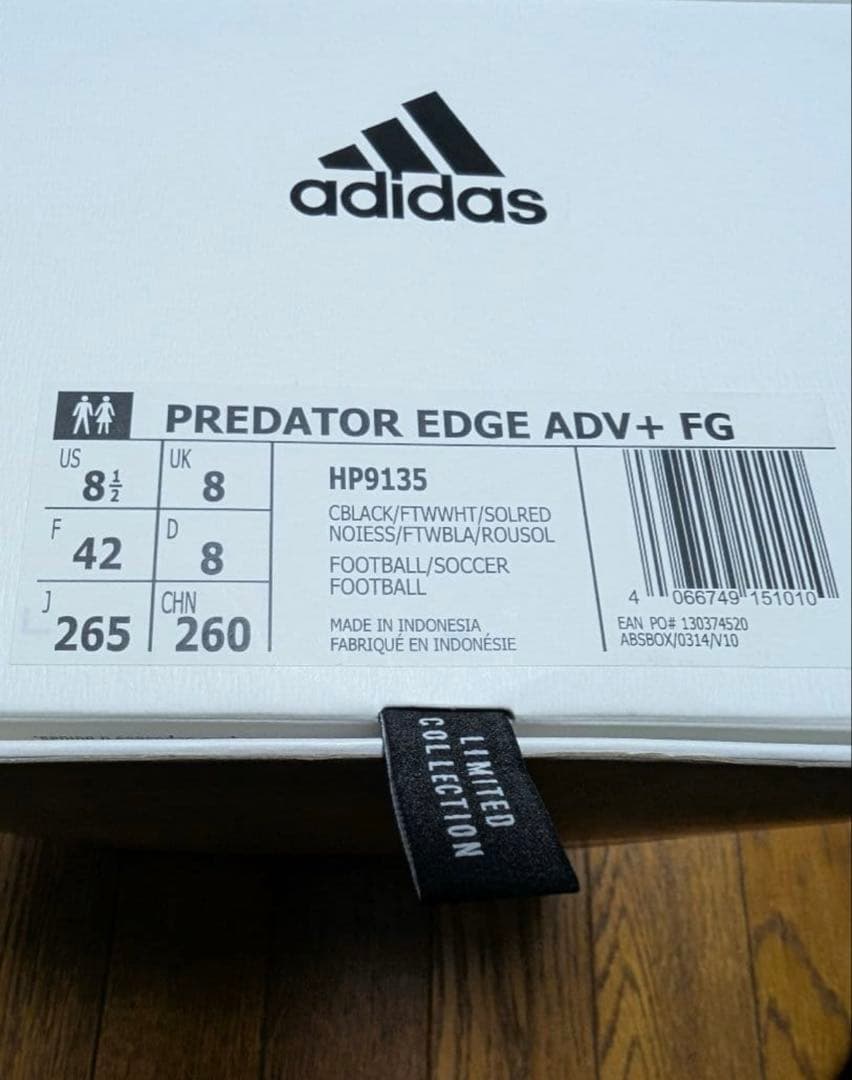 adidas
PREDATOR EDGE ADV+ FG
US 8½
UK 8
F 42
D 8
J 265
CHN 260
HP9135
CBLACK/FTWWHT/SOLRED
NOIESS/FTWBLA/ROUSOL
FOOTBALL/SOCCER
FOOTBALL
MADE IN INDONESIA
FABRIQUÉ EN INDONÉSIE
4 066749 151010
EAN PO# 130374520
ABSBOX/0314/V10
LIMITED
COLLECTION